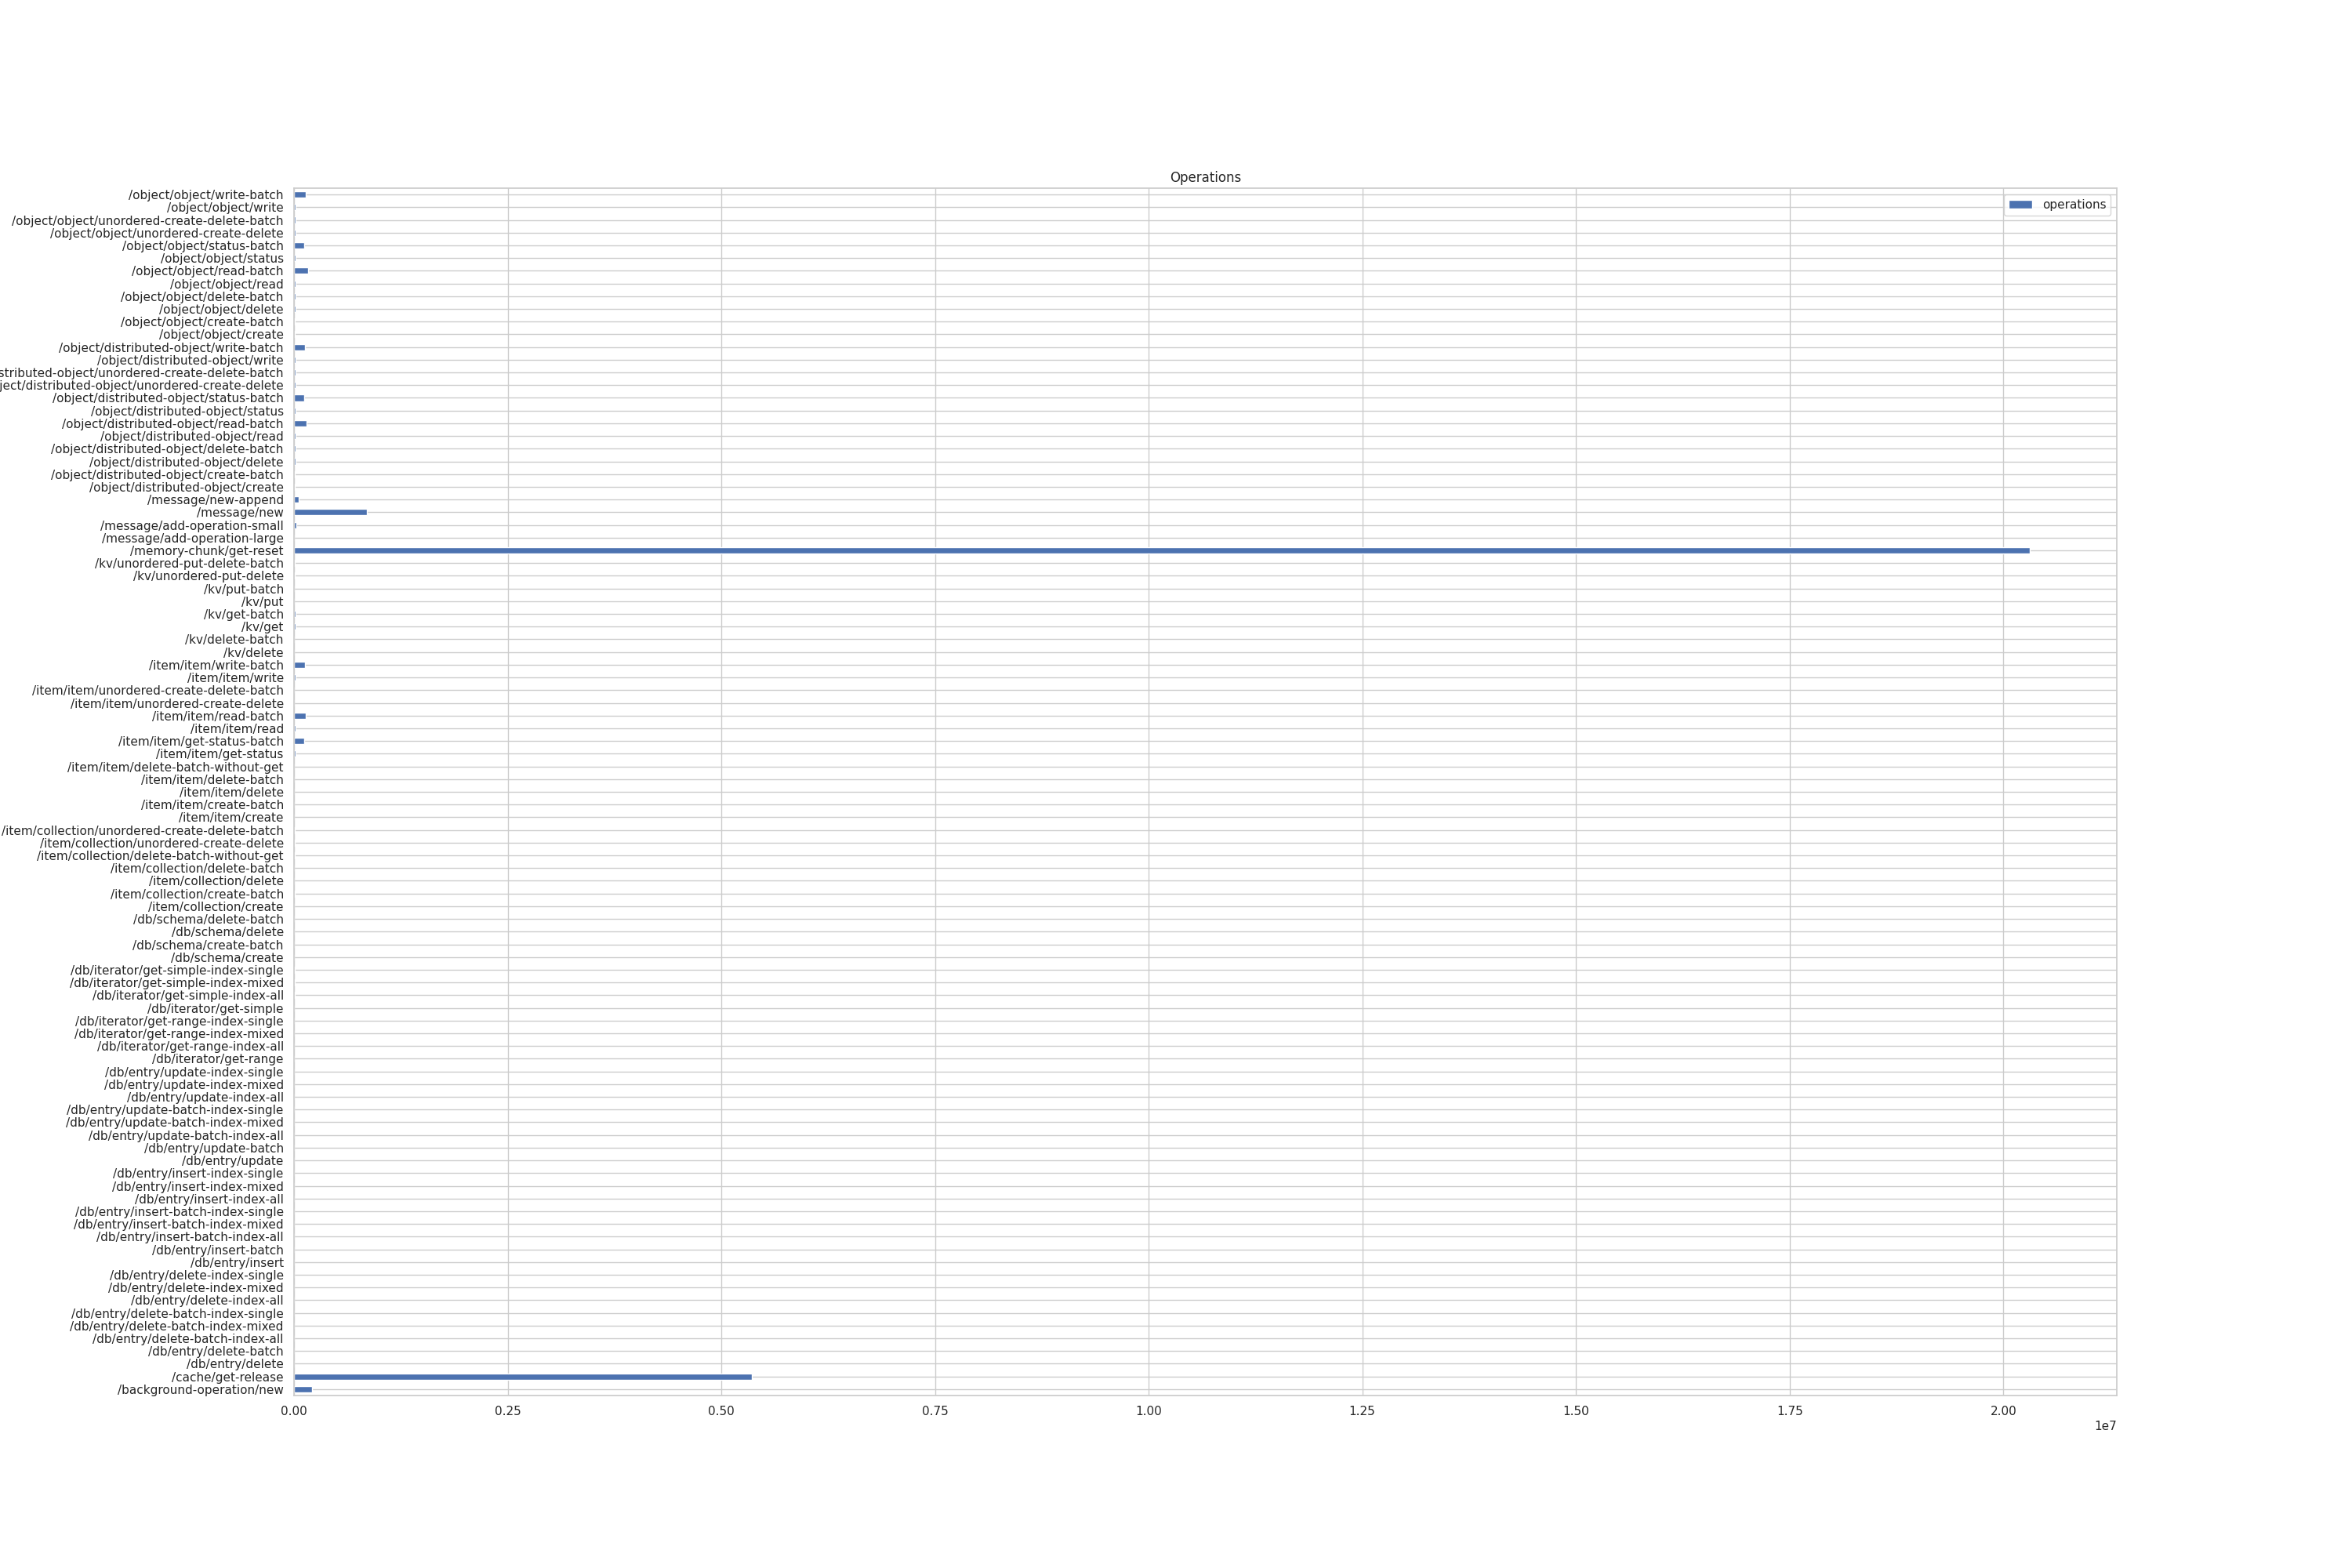 Operations
operations
/object/object/write-batch
/object/object/write
/object/object/unordered-create-delete-batch
/object/object/unordered-create-delete
/object/object/status-batch
/object/object/status
/object/object/read-batch
/object/object/read
/object/object/delete-batch
/object/object/delete
/object/object/create-batch
/object/object/create
/object/distributed-object/write-batch
/object/distributed-object/write
stributed-object/unordered-create-delete-batch
ject/distributed-object/unordered-create-delete
/object/distributed-object/status-batch
/object/distributed-object/status
/object/distributed-object/read-batch
/object/distributed-object/read
/object/distributed-object/delete-batch
/object/distributed-object/delete
/object/distributed-object/create-batch
/object/distributed-object/create
/message/new-append
/message/new
/message/add-operation-small
/message/add-operation-large
/memory-chunk/get-reset
/kv/unordered-put-delete-batch
/kv/unordered-put-delete
/kv/put-batch
/kv/put
/kv/get-batch
/kv/get
/kv/delete-batch
/kv/delete
/item/item/write-batch
/item/item/write
/item/item/unordered-create-delete-batch
/item/item/unordered-create-delete
/item/item/read-batch
/item/item/read
/item/item/get-status-batch
/item/item/get-status
/item/item/delete-batch-without-get
/item/item/delete-batch
/item/item/delete
/item/item/create-batch
/item/item/create
/item/collection/unordered-create-delete-batch
/item/collection/unordered-create-delete
/item/collection/delete-batch-without-get
/item/collection/delete-batch
/item/collection/delete
/item/collection/create-batch
/item/collection/create
/db/schema/delete-batch
/db/schema/delete
/db/schema/create-batch
/db/schema/create
/db/iterator/get-simple-index-single
/db/iterator/get-simple-index-mixed
/db/iterator/get-simple-index-all
/db/iterator/get-simple
/db/iterator/get-range-index-single
/db/iterator/get-range-index-mixed
/db/iterator/get-range-index-all
/db/iterator/get-range
/db/entry/update-index-single
/db/entry/update-index-mixed
/db/entry/update-index-all
/db/entry/update-batch-index-single
/db/entry/update-batch-index-mixed
/db/entry/update-batch-index-all
/db/entry/update-batch
/db/entry/update
/db/entry/insert-index-single
/db/entry/insert-index-mixed
/db/entry/insert-index-all
/db/entry/insert-batch-index-single
/db/entry/insert-batch-index-mixed
/db/entry/insert-batch-index-all
/db/entry/insert-batch
/db/entry/insert
/db/entry/delete-index-single
/db/entry/delete-index-mixed
/db/entry/delete-index-all
/db/entry/delete-batch-index-single
/db/entry/delete-batch-index-mixed
/db/entry/delete-batch-index-all
/db/entry/delete-batch
/db/entry/delete
/cache/get-release
/background-operation/new
0.00 0.25 0.50 0.75 1.00 1.25 1.50 1.75 2.00
1e7